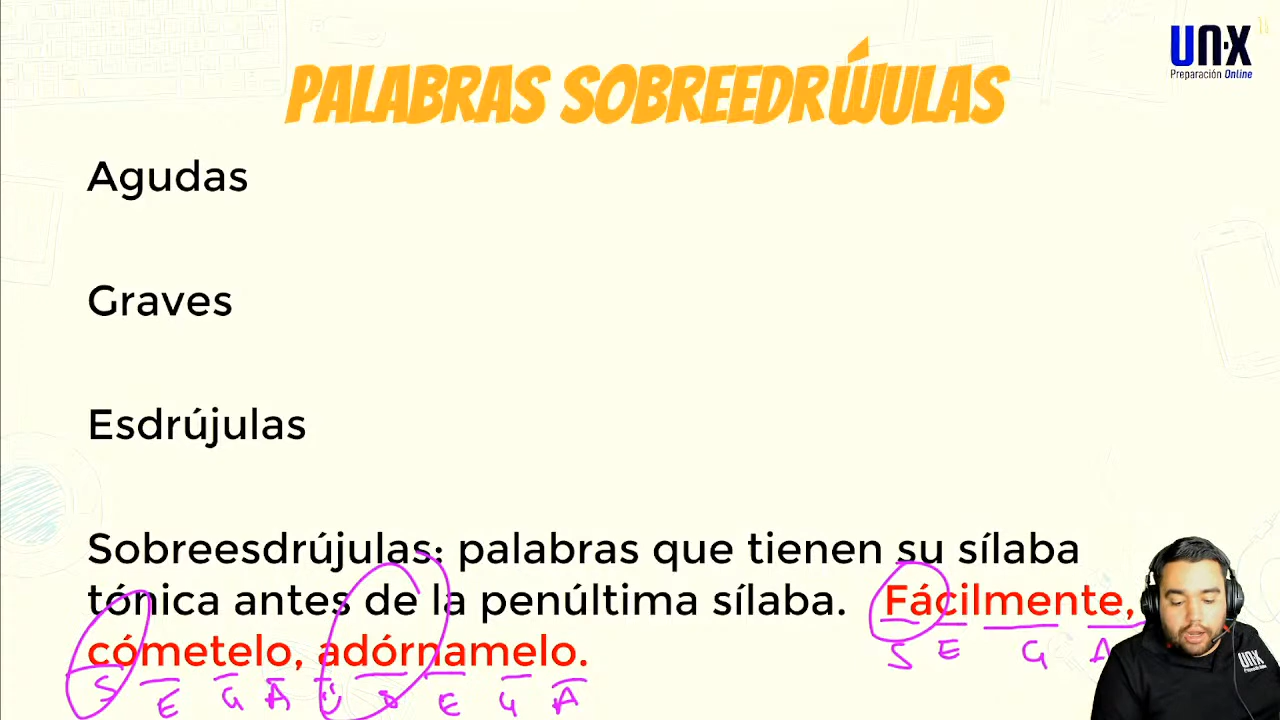 UN·X
Preparación Online
PALABRAS SOBREEDRÚJULAS
Agudas
Graves
Esdrújulas
Sobreesdrújulas: palabras que tienen su sílaba
tónica antes de la penúltima sílaba. Fácilmente,
cómetelo, adórnamelo.
S E G A
S E G A S E G A
UNX